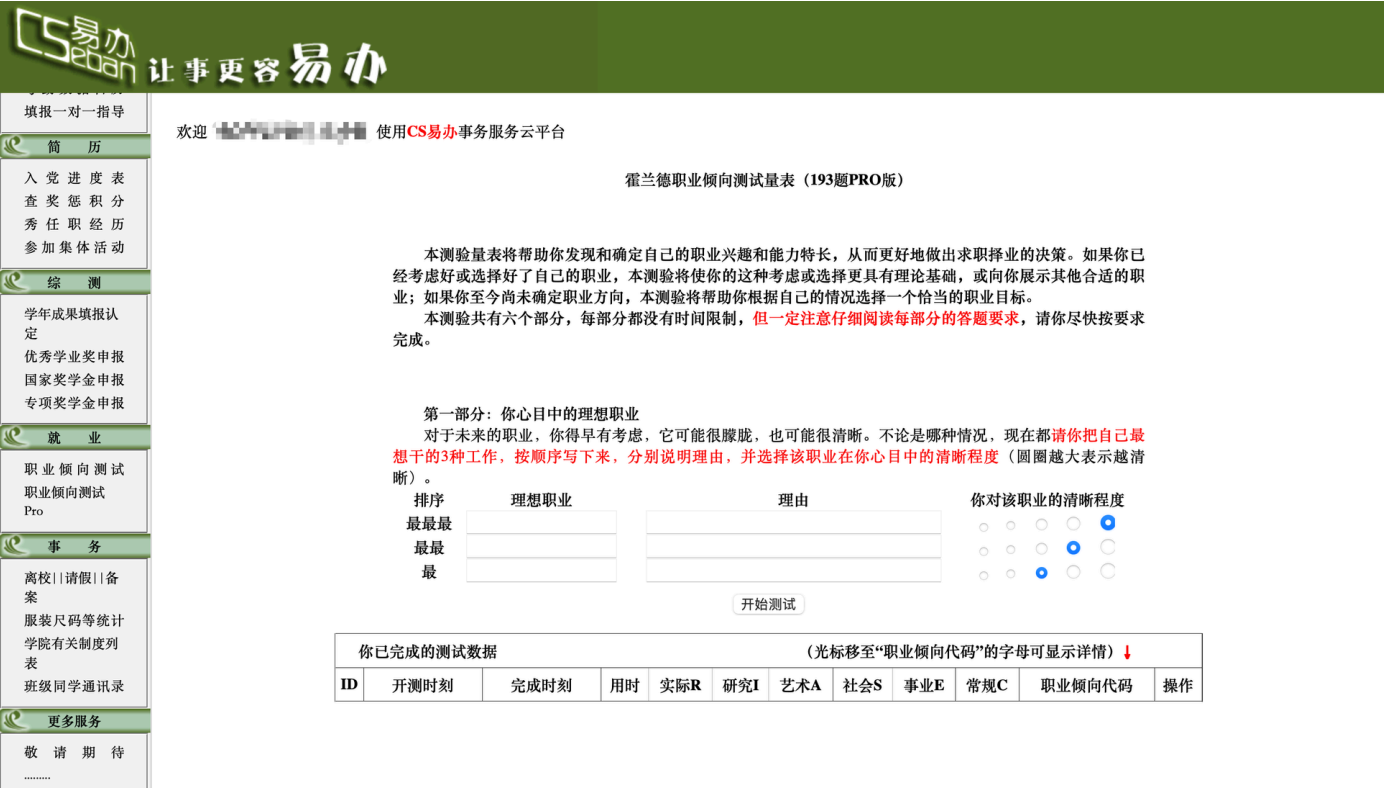 CS易办
eban
让事更容易办
填报一对一指导
简 历
入党进度表
查奖惩积分
秀任职经历
参加集体活动
综 测
学年成果填报认
定
优秀学业奖申报
国家奖学金申报
专项奖学金申报
就 业
职业倾向测试
职业倾向测试
Pro
事 务
离校||请假||备
案
服装尺码等统计
学院有关制度列
表
班级同学通讯录
更多服务
敬请期待
.........
欢迎 使用CS易办事务服务云平台
霍兰德职业倾向测试量表（193题PRO版）
本测验量表将帮助你发现和确定自己的职业兴趣和能力特长，从而更好地做出求职择业的决策。如果你已
经考虑好或选择好了自己的职业，本测验将使你的这种考虑或选择更具有理论基础，或向你展示其他合适的职
业；如果你至今尚未确定职业方向，本测验将帮助你根据自己的情况选择一个恰当的职业目标。
本测验共有六个部分，每部分都没有时间限制，但一定注意仔细阅读每部分的答题要求，请你尽快按要求
完成。
第一部分：你心目中的理想职业
对于未来的职业，你得早有考虑，它可能很朦胧，也可能很清晰。不论是哪种情况，现在都请你把自己最
想干的3种工作，按顺序写下来，分别说明理由，并选择该职业在你心目中的清晰程度（圆圈越大表示越清
晰）。
排序 理想职业 理由 你对该职业的清晰程度
最最最
最最
最
开始测试
你已完成的测试数据 （光标移至“职业倾向代码”的字母可显示详情）↓
ID 开测时刻 完成时刻 用时 实际R 研究I 艺术A 社会S 事业E 常规C 职业倾向代码 操作